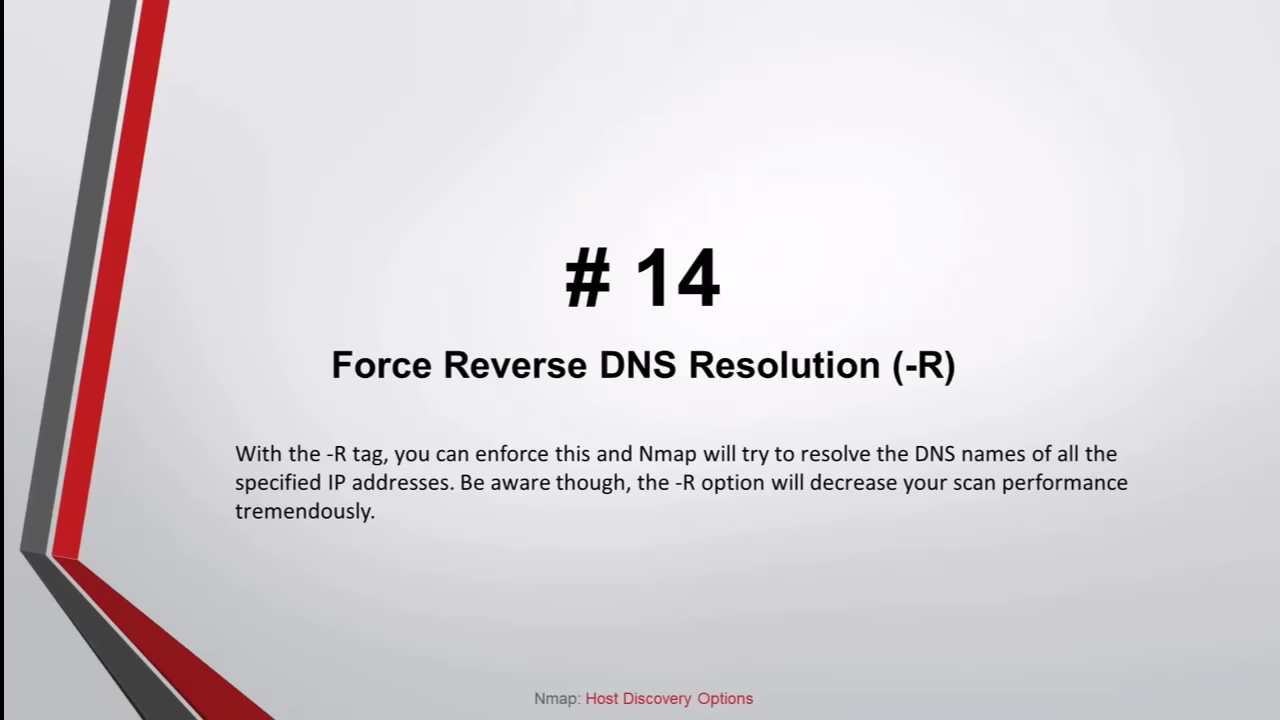 # 14
Force Reverse DNS Resolution (-R)
With the -R tag, you can enforce this and Nmap will try to resolve the DNS names of all the
specified IP addresses. Be aware though, the -R option will decrease your scan performance
tremendously.
Nmap: Host Discovery Options